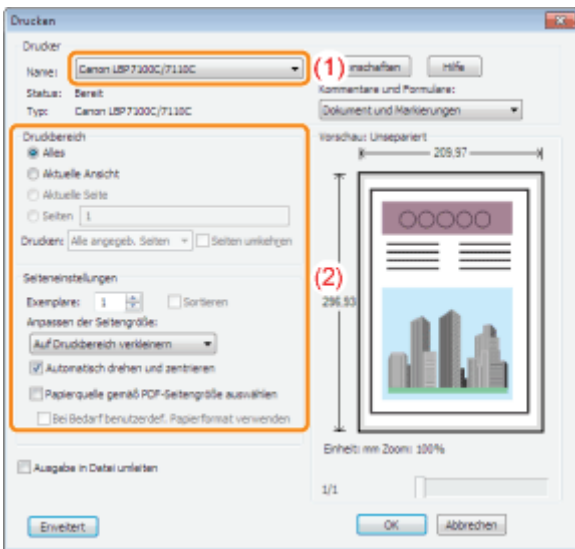 Drucken
Drucker
Name: Canon LBP7100C/7110C (1) nschaften Hilfe
Status: Bereit Kommentare und Formulare:
Typ: Canon LBP7100C/7110C Dokument und Markierungen
Druckbereich Vorschau: Unsepariert
Alles 209,97
Aktuelle Ansicht
Aktuelle Seite
Seiten 1
Drucken: Alle angegeb. Seiten Seiten umkehren
Seiteneinstellungen (2)
Exemplare: 1 Sortieren 296,93
Anpassen der Seitengröße:
Auf Druckbereich verkleinern
Automatisch drehen und zentrieren
Papierquelle gemäß PDF-Seitengröße auswählen
Bei Bedarf benutzerdef. Papierformat verwenden
Einheit: mm Zoom: 100%
Ausgabe in Datei umleiten
1/1
Erweitert OK Abbrechen